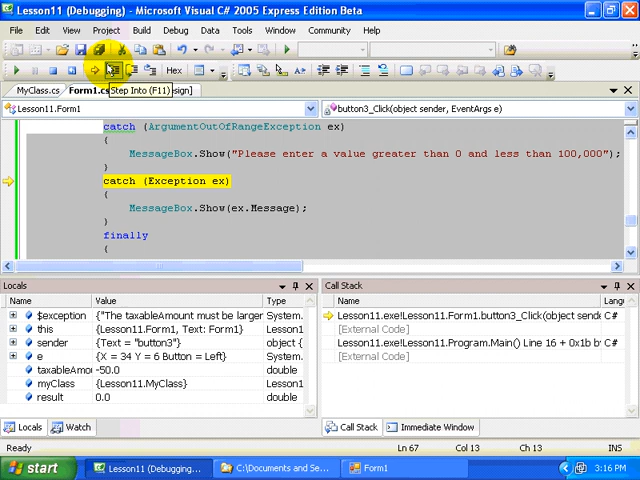 Lesson11 (Debugging) - Microsoft Visual C# 2005 Express Edition Beta
File Edit View Project Build Debug Data Tools Window Community Help
Hex
MyClass.cs Form1.cs esign]
Step Into (F11)
Lesson11.Form1 button3_Click(object sender, EventArgs e)
catch (ArgumentOutOfRangeException ex)
{
MessageBox.Show("Please enter a value greater than 0 and less than 100,000");
}
catch (Exception ex)
{
MessageBox.Show(ex.Message);
}
finally
{
Locals Call Stack
Name Value Type Name Langu
$exception {"The taxableAmount must be larger System. Lesson11.exe!Lesson11.Form1.button3_Click(object sende C#
this {Lesson11.Form1, Text: Form1} Lesson1 [External Code]
sender {Text = "button3"} object { Lesson11.exe!Lesson11.Program.Main() Line 16 + 0x1b by C#
e {X = 34 Y = 6 Button = Left} System. [External Code]
taxableAmou -50.0 double
myClass {Lesson11.MyClass} Lesson1
result 0.0 double
Locals Watch Call Stack Immediate Window
Ready Ln 67 Col 13 Ch 13 INS
start Lesson11 (Debugging... C:\Documents and Se... Form1 3:16 PM